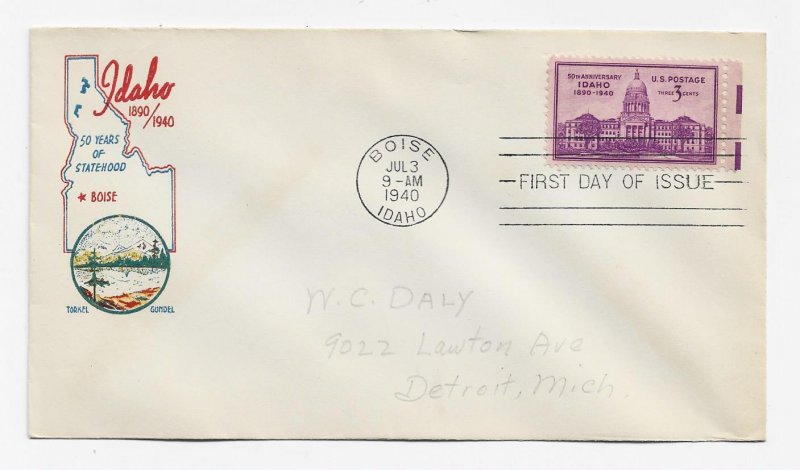 Idaho
1890/
1940
50 YEARS
OF
STATEHOOD
★ BOISE
TORKEL GUNDEL
BOISE
JUL 3
9-AM
1940
IDAHO
50TH ANNIVERSARY
IDAHO
1890-1940
U.S. POSTAGE
THREE 3 CENTS
FIRST DAY OF ISSUE
W. C. DALY
9022 Lawton Ave
Detroit, Mich.